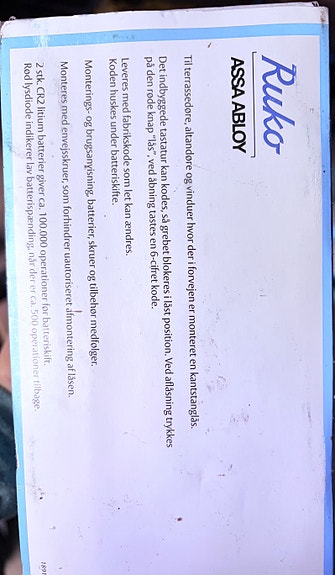 Ruko
ASSA ABLOY
Til terrassedøre, altandøre og vinduer hvor der i forvejen er monteret en kantstanglås.
Det indbyggede tastatur kan kodes, så grebet blokeres i låst position. Ved aflåsning trykkes
på den røde knap "lås", ved åbning tastes en 6-cifret kode.
Leveres med fabrikskode som let kan ændres.
Koden huskes under batteriskifte.
Monterings- og brugsanvisning, batterier, skruer og tilbehør medfølger.
Monteres med envejsskruer, som forhindrer uautoriseret afmontering af låsen.
2 stk. CR2 litium batterier giver ca. 100.000 operationer før batteriskift.
Rød lysdiode indikerer lav batterispænding, når der er ca. 500 operationer tilbage.